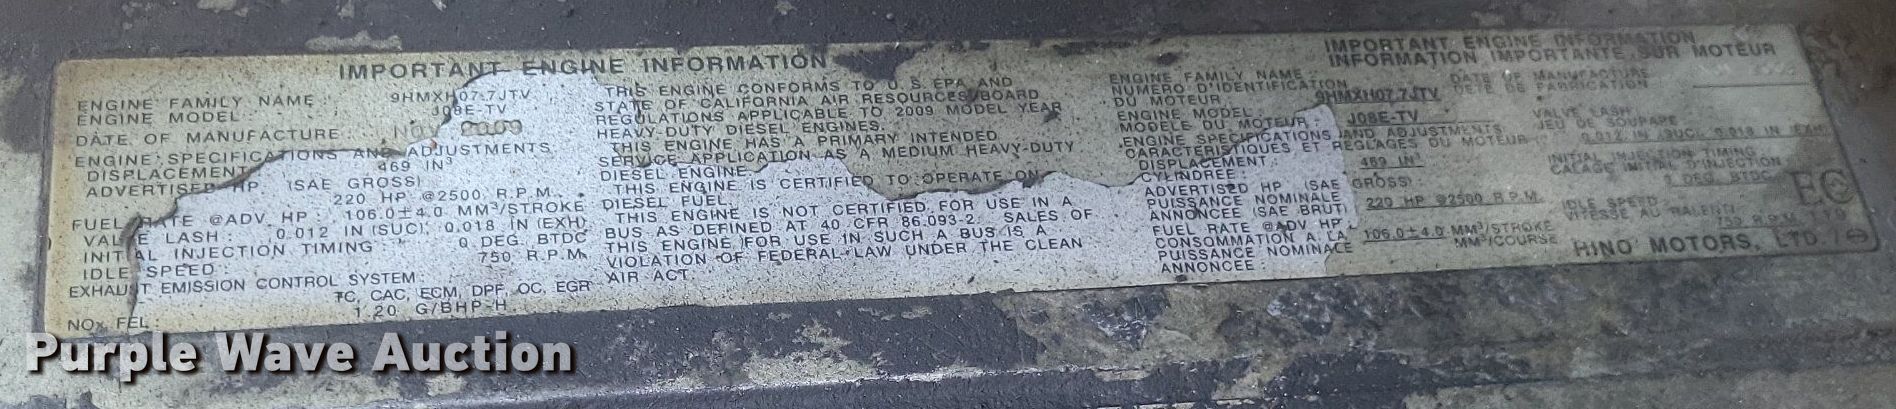 IMPORTANT ENGINE INFORMATION
ENGINE FAMILY NAME : 9HMXH07.7JTV
ENGINE MODEL : J08E-TV
DATE OF MANUFACTURE : NOV 2009
ENGINE SPECIFICATIONS AND ADJUSTMENTS
DISPLACEMENT 469 IN³
ADVERTISED HP (SAE GROSS)
220 HP @2500 R.P.M.
FUEL RATE @ADV HP : 106.0±4.0 MM³/STROKE
VALVE LASH : 0.012 IN (SUC), 0.018 IN (EXH)
INITIAL INJECTION TIMING : 0 DEG. BTDC
IDLE SPEED : 750 R.P.M.
EXHAUST EMISSION CONTROL SYSTEM :
TC, CAC, ECM, DPF, OC, EGR
NOx FEL : 1.20 G/BHP-H
THIS ENGINE CONFORMS TO U.S. EPA AND
STATE OF CALIFORNIA AIR RESOURCES BOARD
REGULATIONS APPLICABLE TO 2009 MODEL YEAR
HEAVY-DUTY DIESEL ENGINES.
THIS ENGINE HAS A PRIMARY INTENDED
SERVICE APPLICATION AS A MEDIUM HEAVY-DUTY
DIESEL ENGINE.
THIS ENGINE IS CERTIFIED TO OPERATE ON
DIESEL FUEL.
THIS ENGINE IS NOT CERTIFIED FOR USE IN A
BUS AS DEFINED AT 40 CFR 86.093-2. SALES OF
THIS ENGINE FOR USE IN SUCH A BUS IS A
VIOLATION OF FEDERAL LAW UNDER THE CLEAN
AIR ACT.
IMPORTANT ENGINE INFORMATION
INFORMATION IMPORTANTE SUR MOTEUR
ENGINE FAMILY NAME :
NUMERO D'IDENTIFICATION
DU MOTEUR 9HMXH07.7JTV
ENGINE MODEL :
MODELE DU MOTEUR J08E-TV
ENGINE SPECIFICATIONS AND ADJUSTMENTS
CARACTERISTIQUES ET REGLAGES DU MOTEUR
DISPLACEMENT :
CYLINDREE : 469 IN³
ADVERTISED HP (SAE GROSS) :
PUISSANCE NOMINALE
ANNONCEE (SAE BRUT) 220 HP @2500 R.P.M.
FUEL RATE @ADV HP
CONSOMMATION A LA 106.0±4.0 MM³/STROKE
PUISSANCE NOMINALE MM³/COURSE
ANNONCEE :
DATE OF MANUFACTURE
DATE DE FABRICATION
VALVE LASH
JEU DE SOUPAPE
0.012 IN (SUC), 0.018 IN (EXH)
INITIAL INJECTION TIMING
CALAGE INITIAL D'INJECTION
DEG. BTDC
IDLE SPEED
VITESSE AU RALENTI
750 R.P.M.
EC
HINO MOTORS, LTD.
Purple Wave Auction